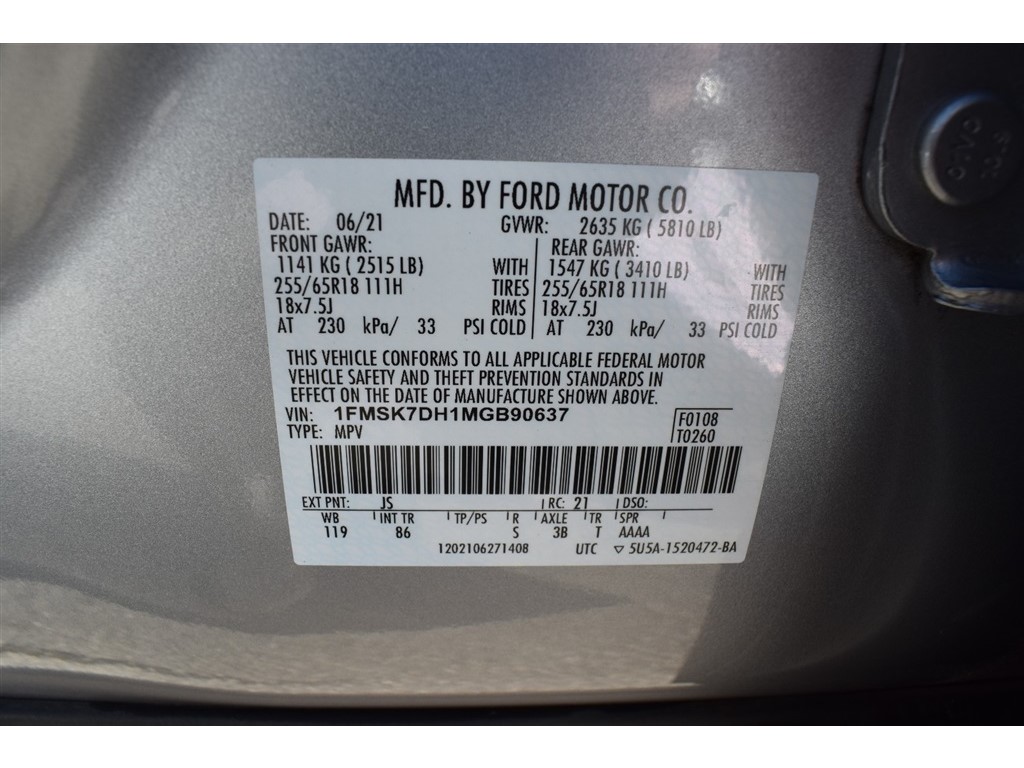 MFD. BY FORD MOTOR CO.
DATE: 06/21 GVWR: 2635 KG ( 5810 LB)
FRONT GAWR: REAR GAWR:
1141 KG ( 2515 LB) WITH 1547 KG ( 3410 LB) WITH
255/65R18 111H TIRES 255/65R18 111H TIRES
18x7.5J RIMS 18x7.5J RIMS
AT 230 kPa/ 33 PSI COLD AT 230 kPa/ 33 PSI COLD
THIS VEHICLE CONFORMS TO ALL APPLICABLE FEDERAL MOTOR
VEHICLE SAFETY AND THEFT PREVENTION STANDARDS IN
EFFECT ON THE DATE OF MANUFACTURE SHOWN ABOVE.
VIN: 1FMSK7DH1MGB90637 F0108
TYPE: MPV T0260
EXT PNT: JS RC: 21 DSO:
WB INT TR TP/PS R AXLE TR SPR
119 86 S 3B T AAAA
1202106271408 UTC ▽ 5U5A-1520472-BA